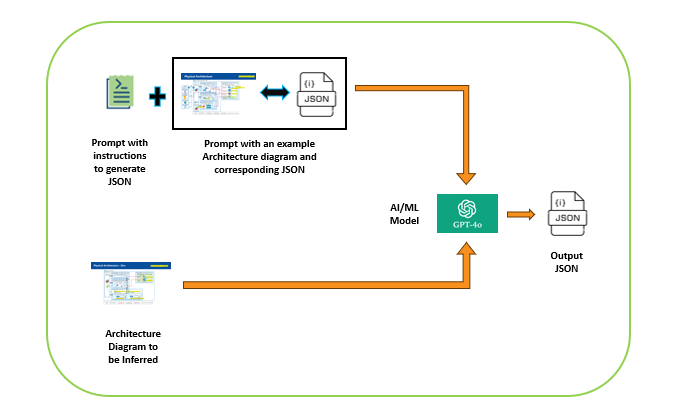 Physical Architecture
{i}
JSON
Prompt with
instructions
to generate
JSON
Prompt with an example
Architecture diagram and
corresponding JSON
AI/ML
Model
GPT-4o
{i}
JSON
Output
JSON
Physical Architecture - Dev
Architecture
Diagram to
be Inferred